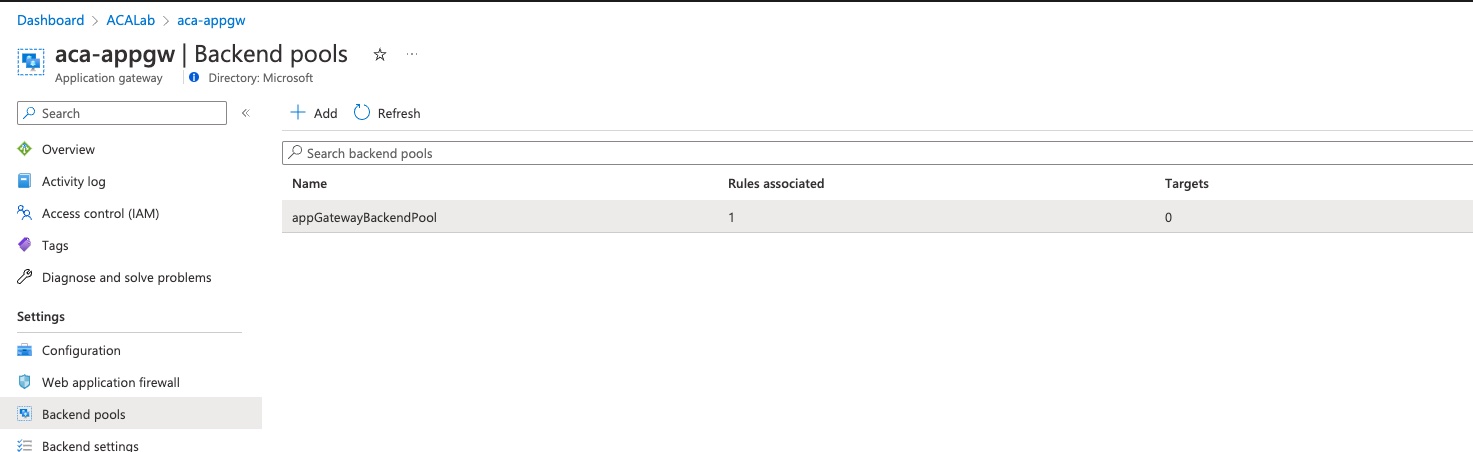 Dashboard > ACALab > aca-appgw
aca-appgw | Backend pools
Application gateway
Directory: Microsoft
Search
Add
Refresh
Overview
Activity log
Access control (IAM)
Tags
Diagnose and solve problems
Settings
Configuration
Web application firewall
Backend pools
Backend settings
Search backend pools
Name Rules associated Targets
appGatewayBackendPool 1 0